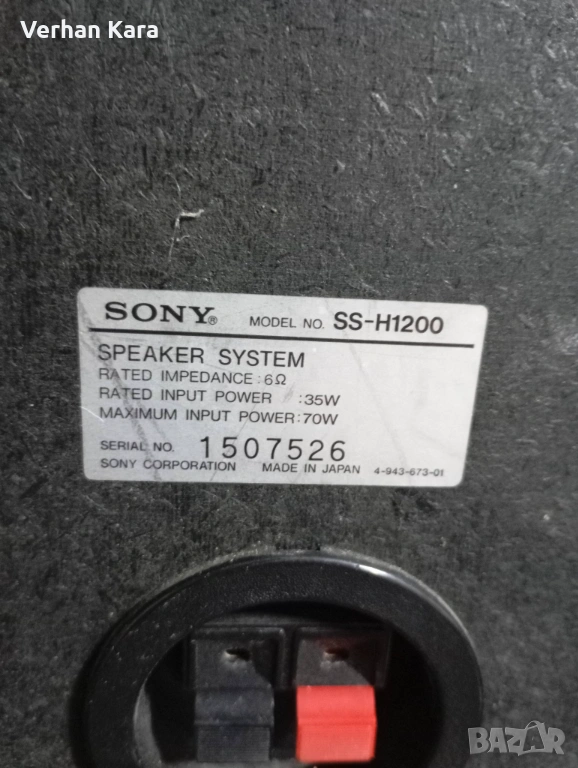 Verhan Kara
SONY® MODEL NO. SS-H1200
SPEAKER SYSTEM
RATED IMPEDANCE :6Ω
RATED INPUT POWER :35W
MAXIMUM INPUT POWER:70W
SERIAL NO. 1507526
SONY CORPORATION MADE IN JAPAN 4-943-673-01
BAZAR